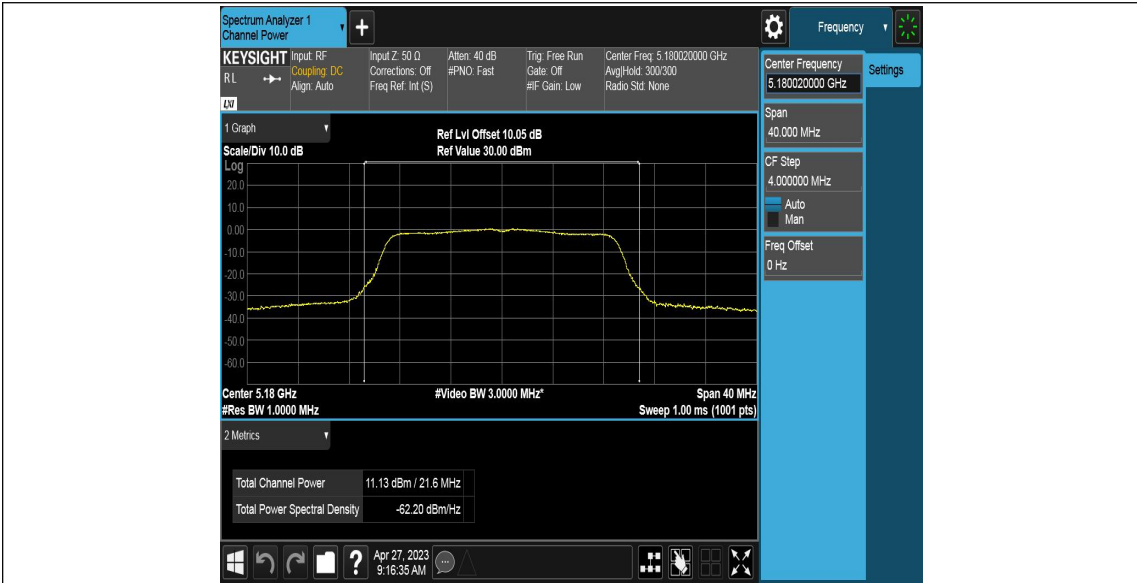 Spectrum Analyzer 1
Channel Power
+
Frequency
KEYSIGHT
R L
LXI
Input: RF
Coupling: DC
Align: Auto
Input Z: 50 Ω
Corrections: Off
Freq Ref: Int (S)
Atten: 40 dB
#PNO: Fast
Trig: Free Run
Gate: Off
#IF Gain: Low
Center Freq: 5.180020000 GHz
Avg|Hold: 300/300
Radio Std: None
Center Frequency
5.180020000 GHz
Settings
Span
40.000 MHz
CF Step
4.000000 MHz
Auto
Man
Freq Offset
0 Hz
1 Graph
Scale/Div 10.0 dB
Ref Lvl Offset 10.05 dB
Ref Value 30.00 dBm
Log
20.0
10.0
0.00
-10.0
-20.0
-30.0
-40.0
-50.0
-60.0
Center 5.18 GHz
#Video BW 3.0000 MHz*
Span 40 MHz
#Res BW 1.0000 MHz
Sweep 1.00 ms (1001 pts)
2 Metrics
Total Channel Power 11.13 dBm / 21.6 MHz
Total Power Spectral Density -62.20 dBm/Hz
?
Apr 27, 2023
9:16:35 AM